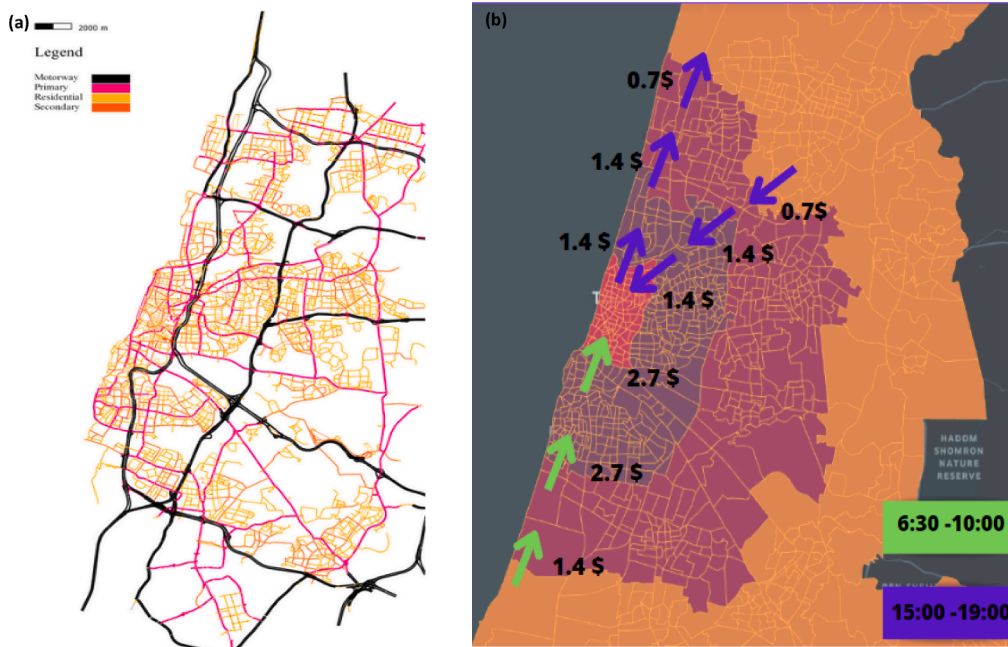 (a)
2000 m
Legend
Motorway
Primary
Residential
Secondary
(b)
0.7$
1.4 $
0.7$
1.4 $
1.4 $
T
1.4 $
2.7 $
2.7 $
1.4 $
HADOM
SHOMRON
NATURE
RESERVE
6:30 -10:00
15:00 -19:00